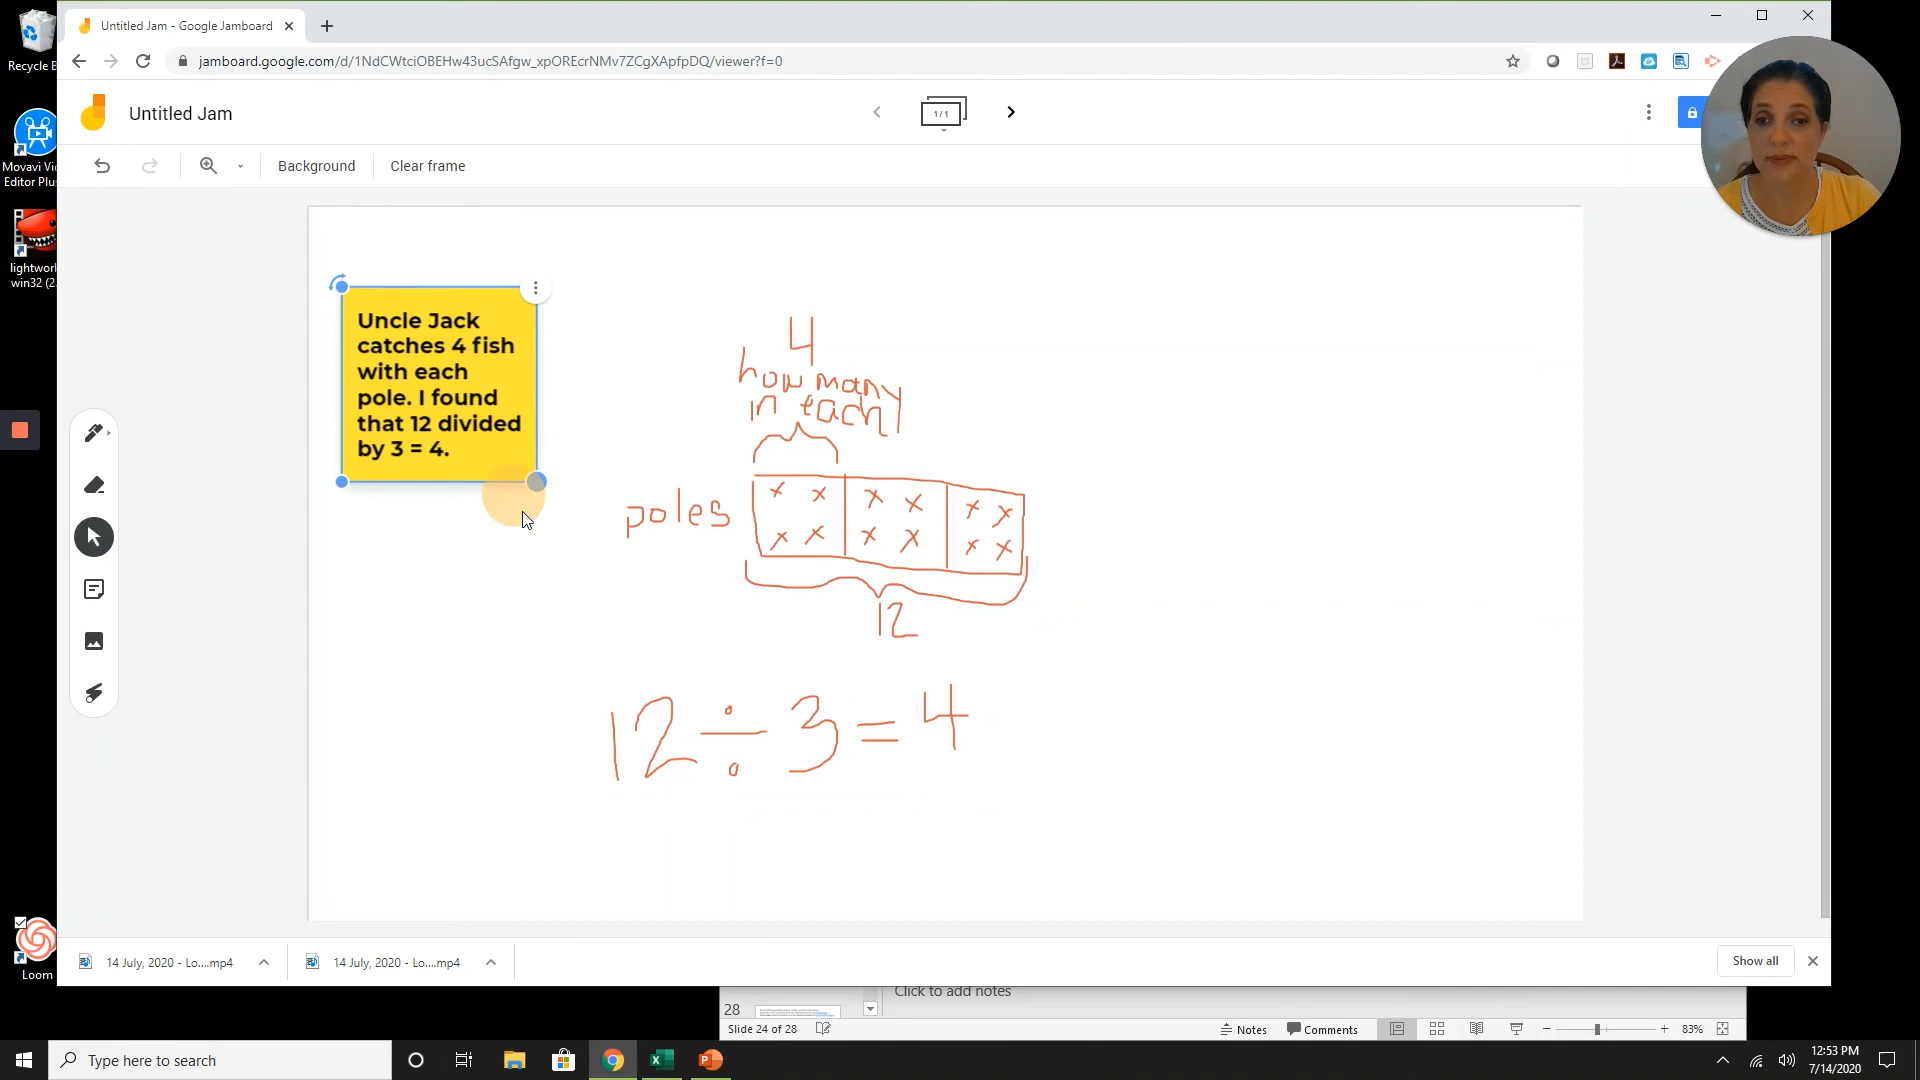 Recycle B
Untitled Jam - Google Jamboard
jamboard.google.com/d/1NdCWtciOBEHw43ucSAfgw_xpOREcrNMv7ZCgXApfpDQ/viewer?f=0
Untitled Jam
1/1
Background
Clear frame
Movavi Vi
Editor Plu
lightwor
win32 (2.
Uncle Jack
catches 4 fish
with each
pole. I found
that 12 divided
by 3 = 4.
4
how many
in each
poles
x x x x x x
x x x x x x
12
12 ÷ 3 = 4
Loom
14 July, 2020 - Lo....mp4
14 July, 2020 - Lo....mp4
Show all
Click to add notes
28
Slide 24 of 28
Notes
Comments
83%
Type here to search
12:53 PM
7/14/2020